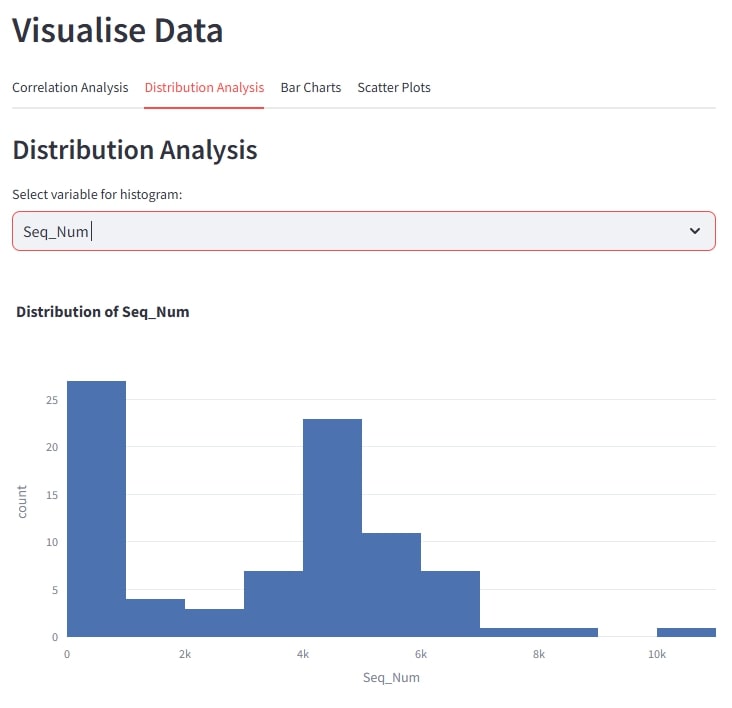 Visualise Data
Correlation Analysis Distribution Analysis Bar Charts Scatter Plots
Distribution Analysis
Select variable for histogram:
Seq_Num
Distribution of Seq_Num
25
20
15
10
5
0
count
0 2k 4k 6k 8k 10k
Seq_Num